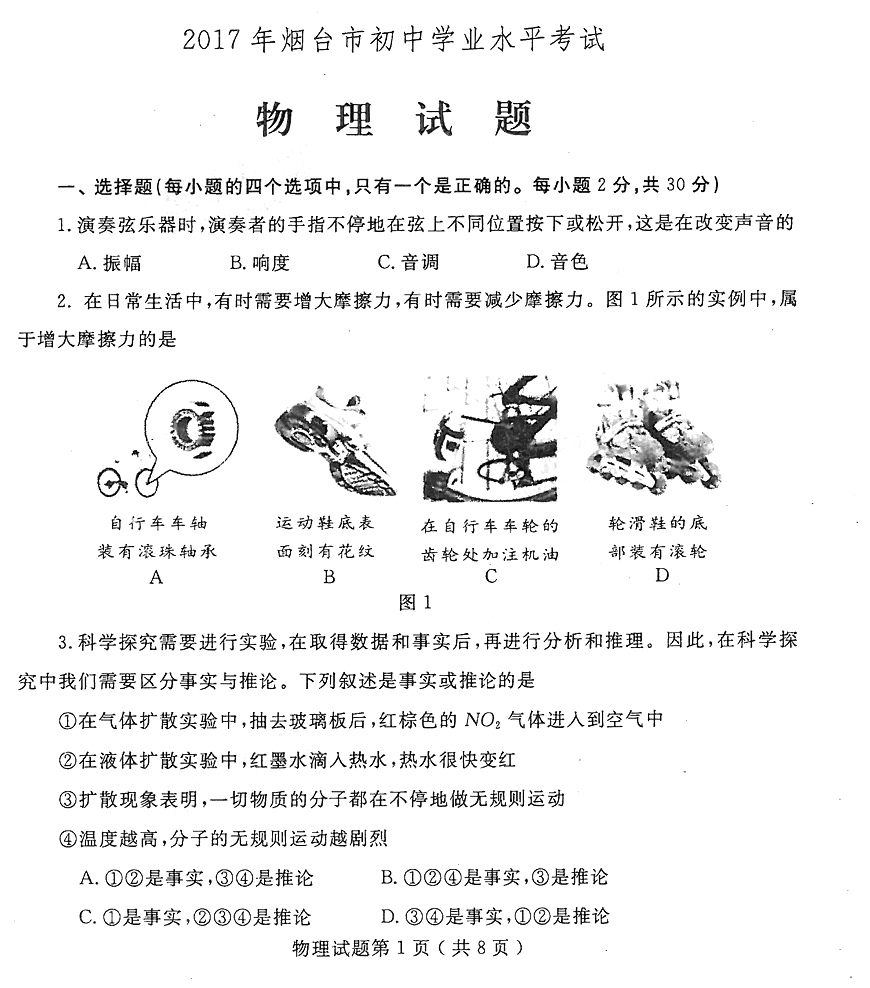 2017年烟台市初中学业水平考试
物 理 试 题
一、选择题(每小题的四个选项中,只有一个是正确的。每小题2分,共30分)
1.演奏弦乐器时,演奏者的手指不停地在弦上不同位置按下或松开,这是在改变声音的
A.振幅 B.响度 C.音调 D.音色
2. 在日常生活中,有时需要增大摩擦力,有时需要减少摩擦力。图1所示的实例中,属
于增大摩擦力的是
自行车车轴
装有滚珠轴承
A
运动鞋底表
面刻有花纹
B
在自行车车轮的
齿轮处加注机油
C
轮滑鞋的底
部装有滚轮
D
图1
3.科学探究需要进行实验,在取得数据和事实后,再进行分析和推理。因此,在科学探
究中我们需要区分事实与推论。下列叙述是事实或推论的是
①在气体扩散实验中,抽去玻璃板后,红棕色的NO₂气体进入到空气中
②在液体扩散实验中,红墨水滴入热水,热水很快变红
③扩散现象表明,一切物质的分子都在不停地做无规则运动
④温度越高,分子的无规则运动越剧烈
A.①②是事实,③④是推论 B.①②④是事实,③是推论
C.①是事实,②③④是推论 D.③④是事实,①②是推论
物理试题第1页(共8页)